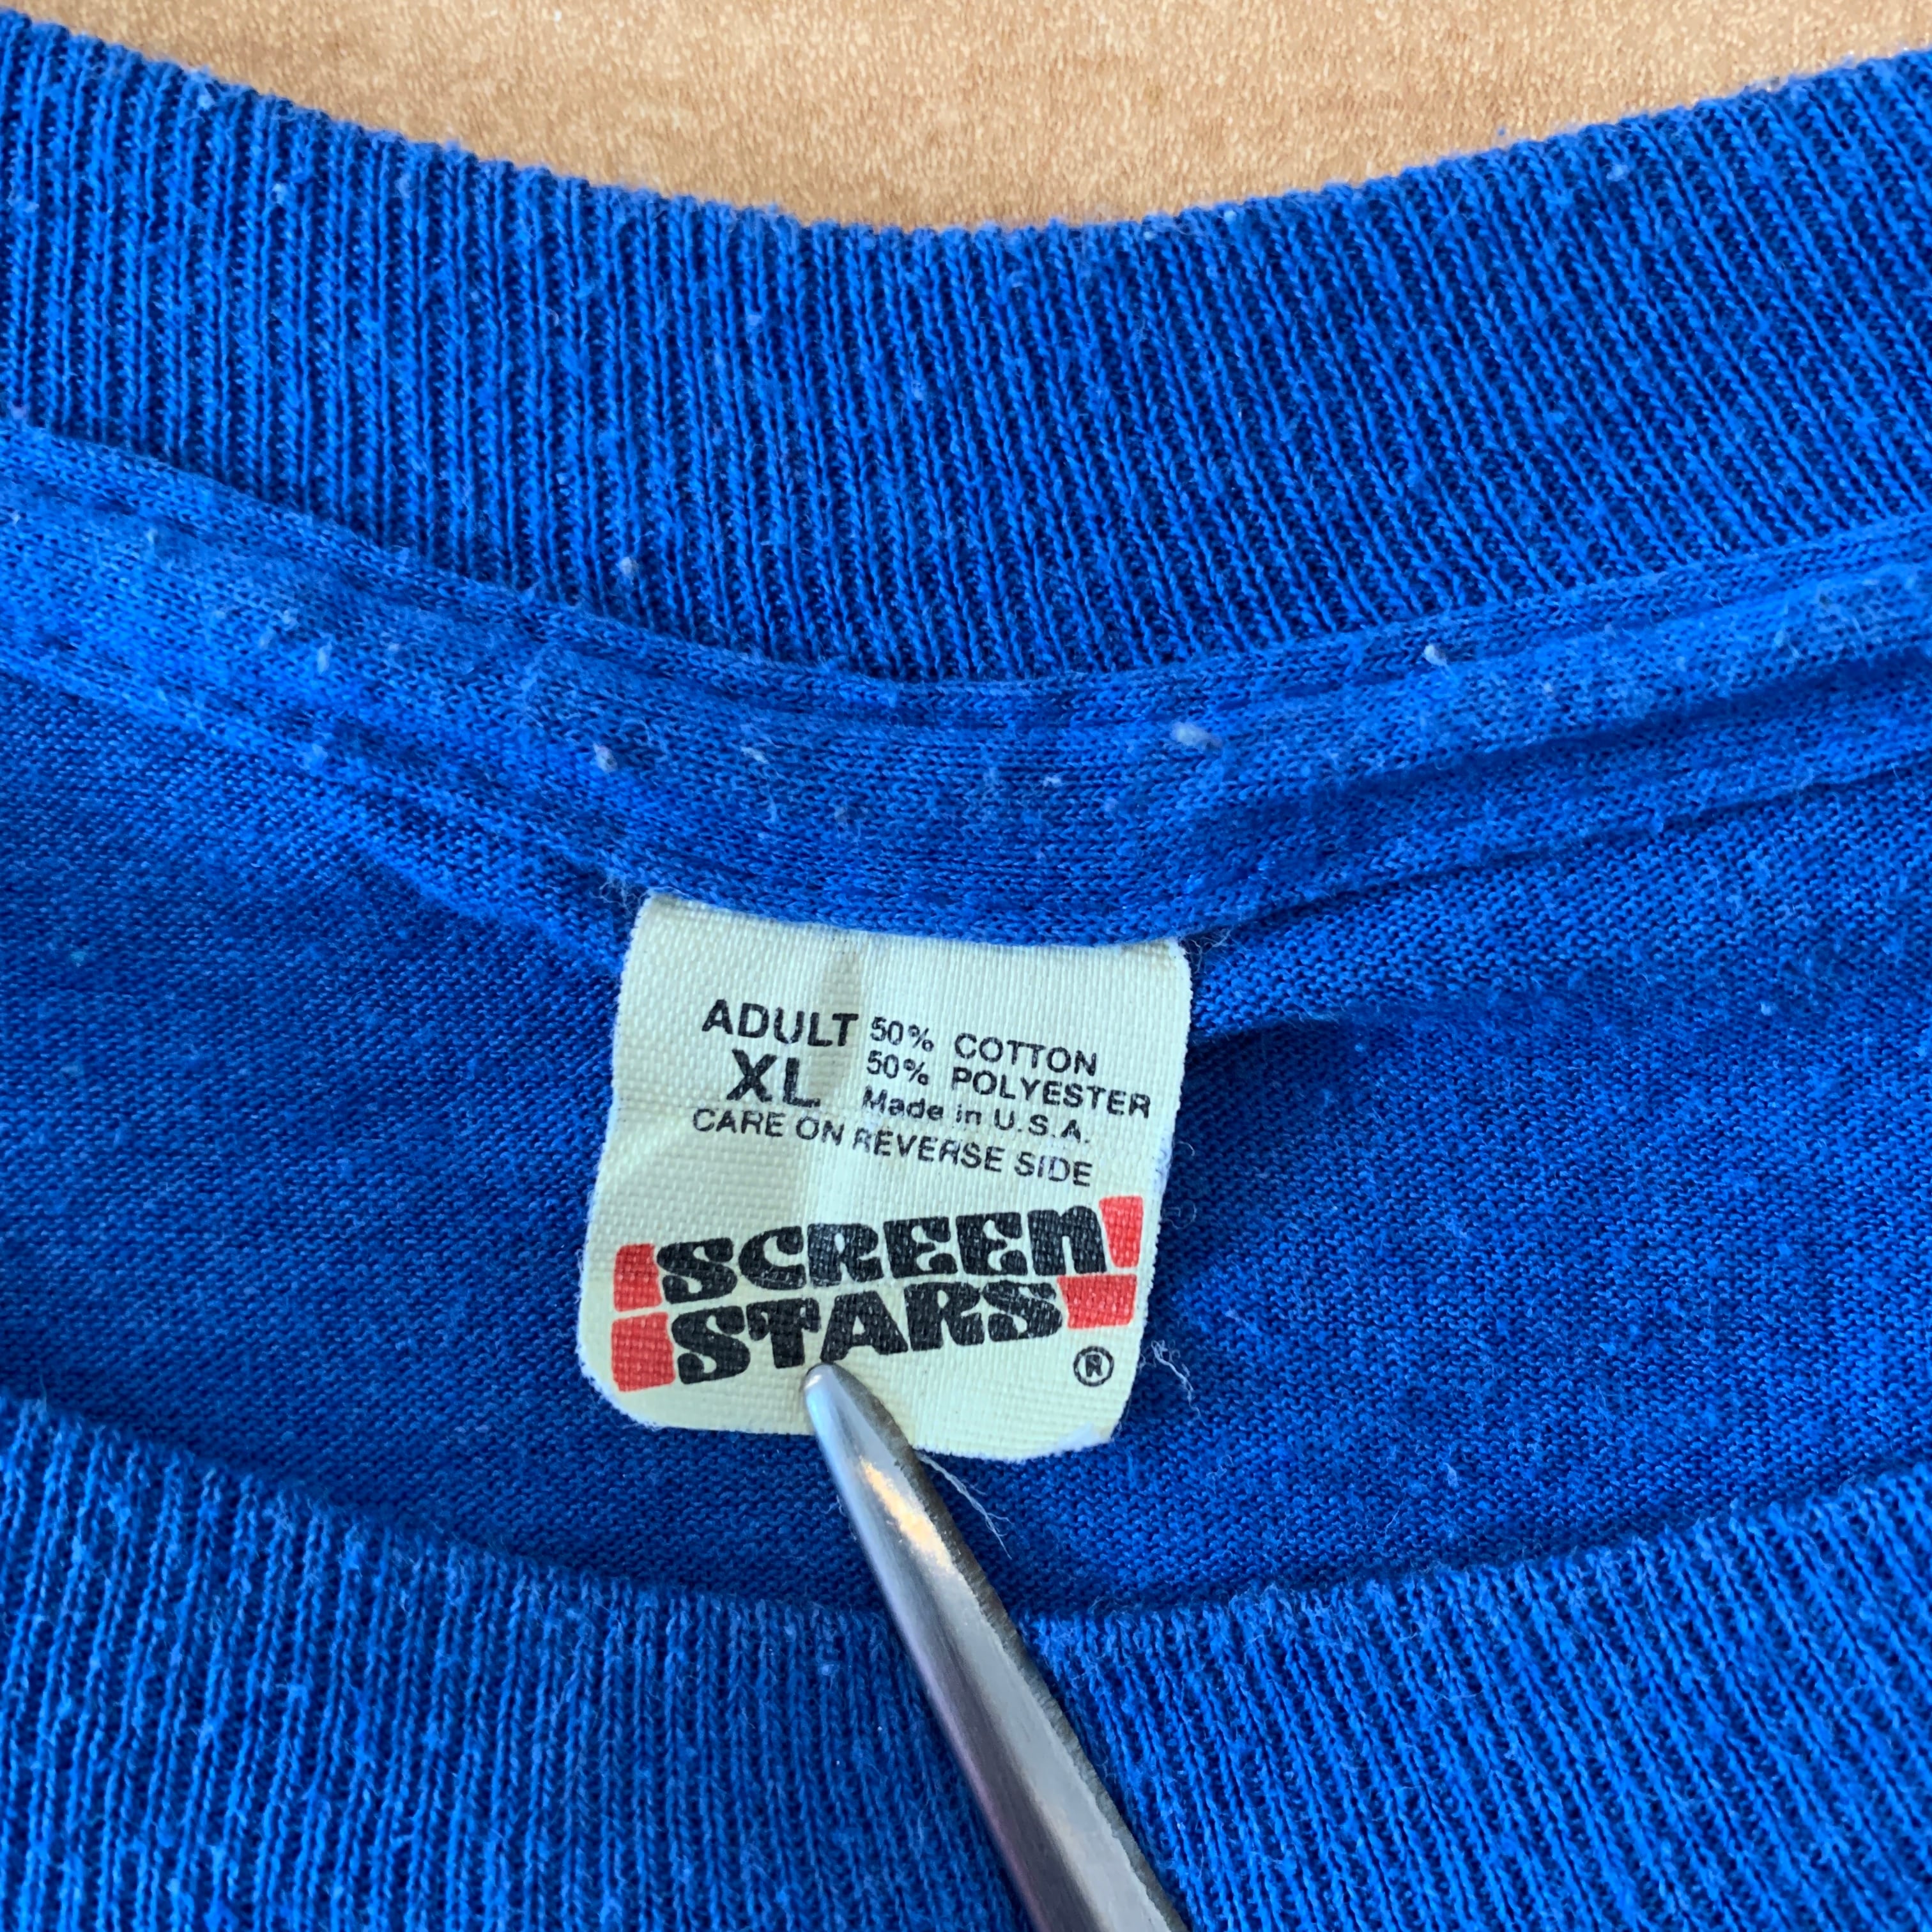 ADULT 50% COTTON
XL 50% POLYESTER
Made in U.S.A.
CARE ON REVERSE SIDE
SCREEN
STARS
®